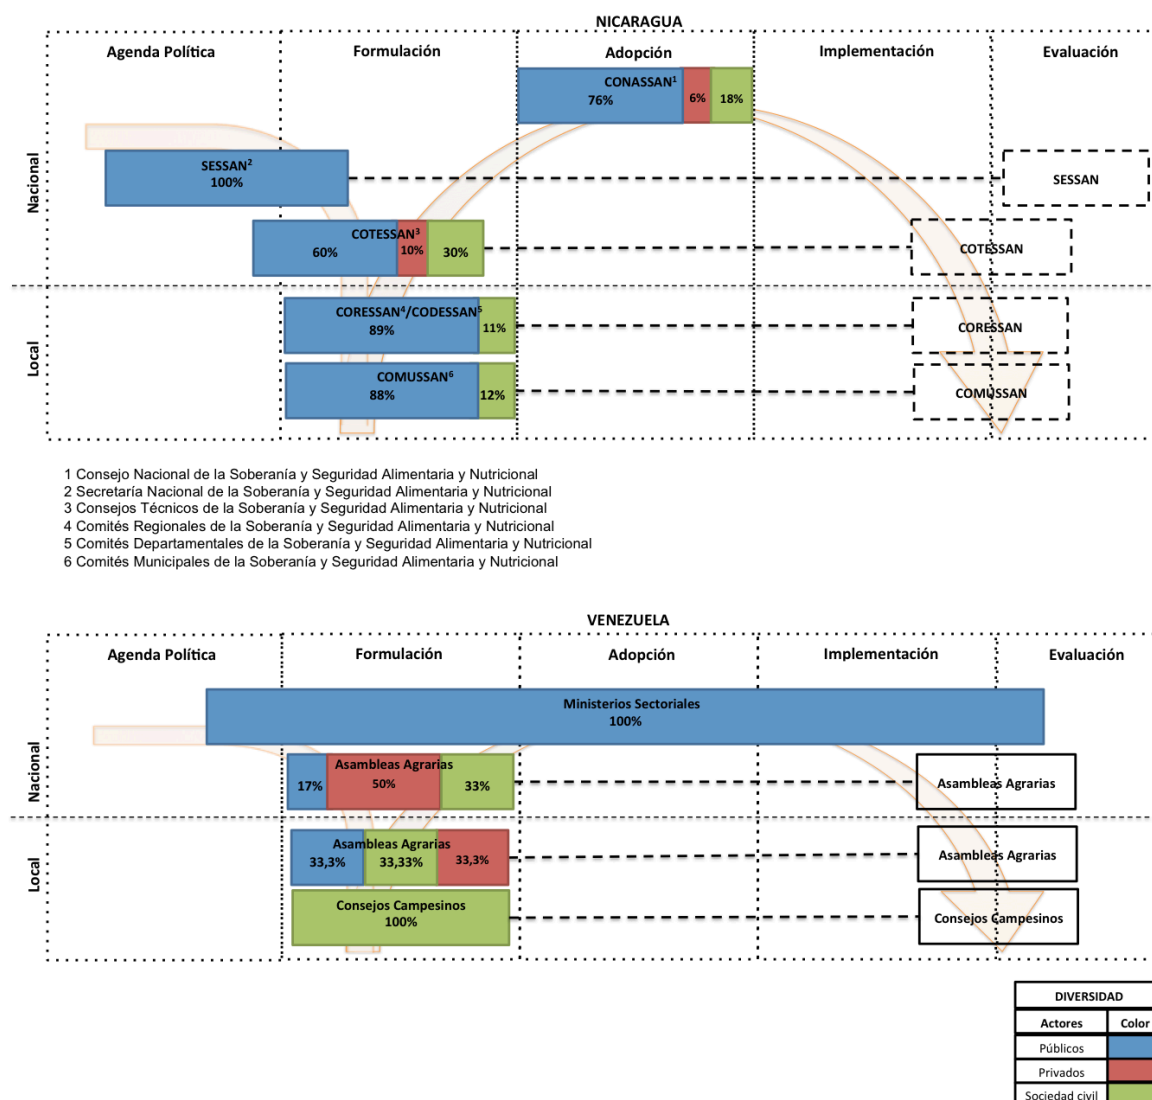 NICARAGUA
Agenda Política
Formulación
Adopción
Implementación
Evaluación
CONASSAN1
76%
6%
18%
Nacional
SESSAN2
100%
SESSAN
COTESSAN3
60%
10%
30%
COTESSAN
Local
CORESSAN4/CODESSAN5
89%
11%
CORESSAN
COMUSSAN6
88%
12%
COMUSSAN
1 Consejo Nacional de la Soberanía y Seguridad Alimentaria y Nutricional
2 Secretaría Nacional de la Soberanía y Seguridad Alimentaria y Nutricional
3 Consejos Técnicos de la Soberanía y Seguridad Alimentaria y Nutricional
4 Comités Regionales de la Soberanía y Seguridad Alimentaria y Nutricional
5 Comités Departamentales de la Soberanía y Seguridad Alimentaria y Nutricional
6 Comités Municipales de la Soberanía y Seguridad Alimentaria y Nutricional
VENEZUELA
Agenda Política
Formulación
Adopción
Implementación
Evaluación
Ministerios Sectoriales
100%
Nacional
Asambleas Agrarias
17%
50%
33%
Asambleas Agrarias
Local
Asambleas Agrarias
33,3%
33,33%
33,3%
Asambleas Agrarias
Consejos Campesinos
100%
Consejos Campesinos
DIVERSIDAD
Actores
Color
Públicos
Privados
Sociedad civil